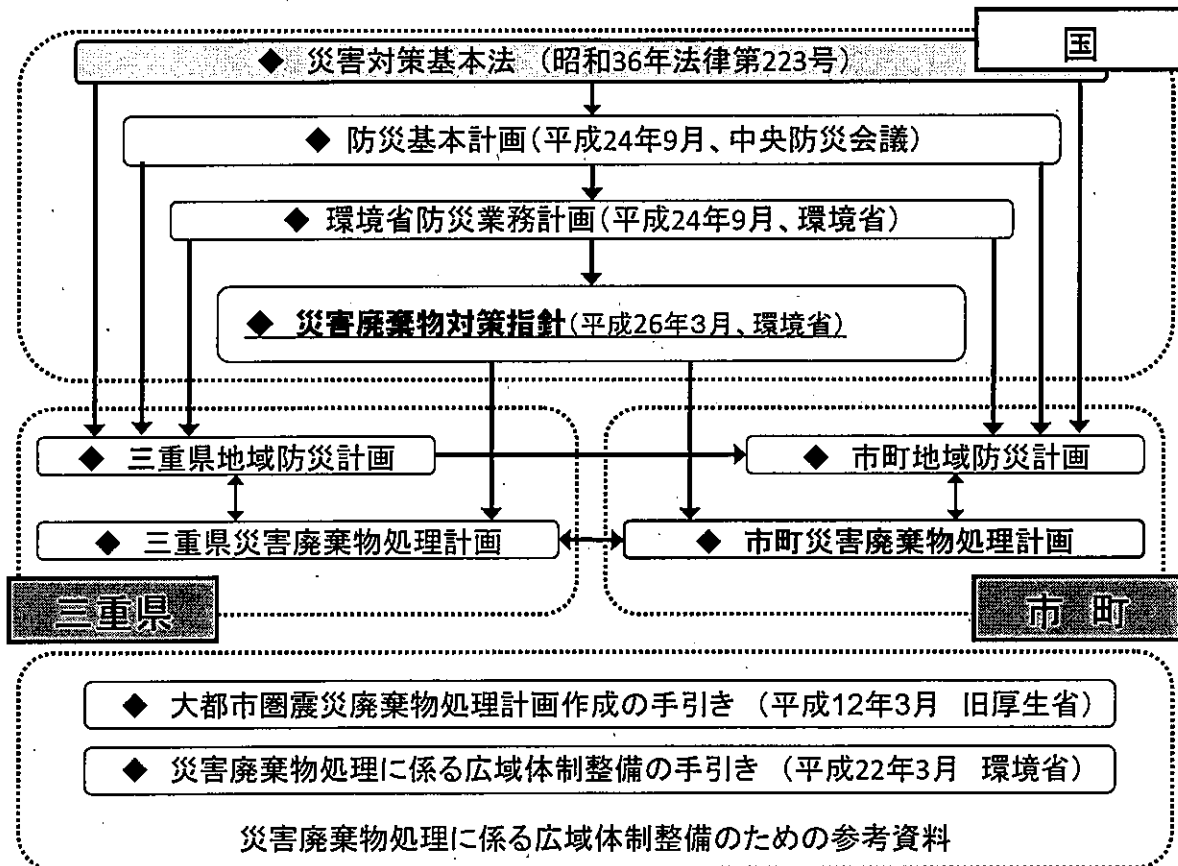 国
◆ 災害対策基本法 (昭和36年法律第223号)
◆ 防災基本計画(平成24年9月、中央防災会議)
◆ 環境省防災業務計画(平成24年9月、環境省)
◆ 災害廃棄物対策指針(平成26年3月、環境省)
◆ 三重県地域防災計画
◆ 市町地域防災計画
◆ 三重県災害廃棄物処理計画
◆ 市町災害廃棄物処理計画
三重県
市 町
◆ 大都市圏震災廃棄物処理計画作成の手引き (平成12年3月 旧厚生省)
◆ 災害廃棄物処理に係る広域体制整備の手引き (平成22年3月 環境省)
災害廃棄物処理に係る広域体制整備のための参考資料